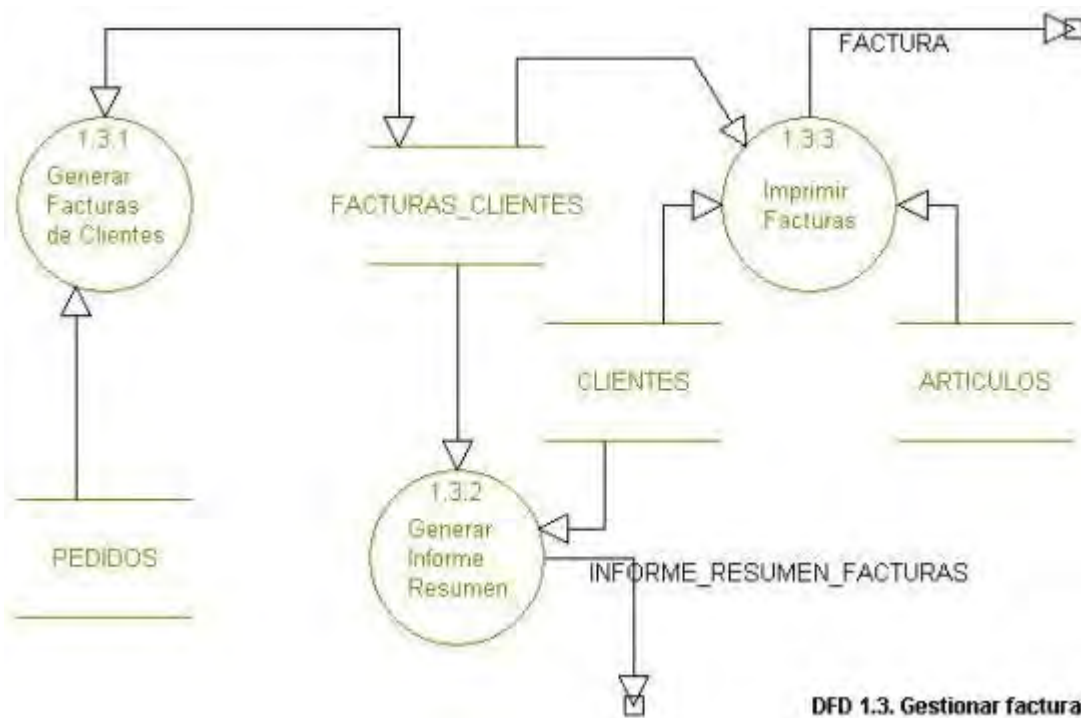 FACTURA
1.3.1
Generar
Facturas
de Clientes
FACTURAS_CLIENTES
1.3.3
Imprimir
Facturas
CLIENTES
ARTICULOS
PEDIDOS
1.3.2
Generar
Informe
Resumen
INFORME_RESUMEN_FACTURAS
DFD 1.3. Gestionar factura